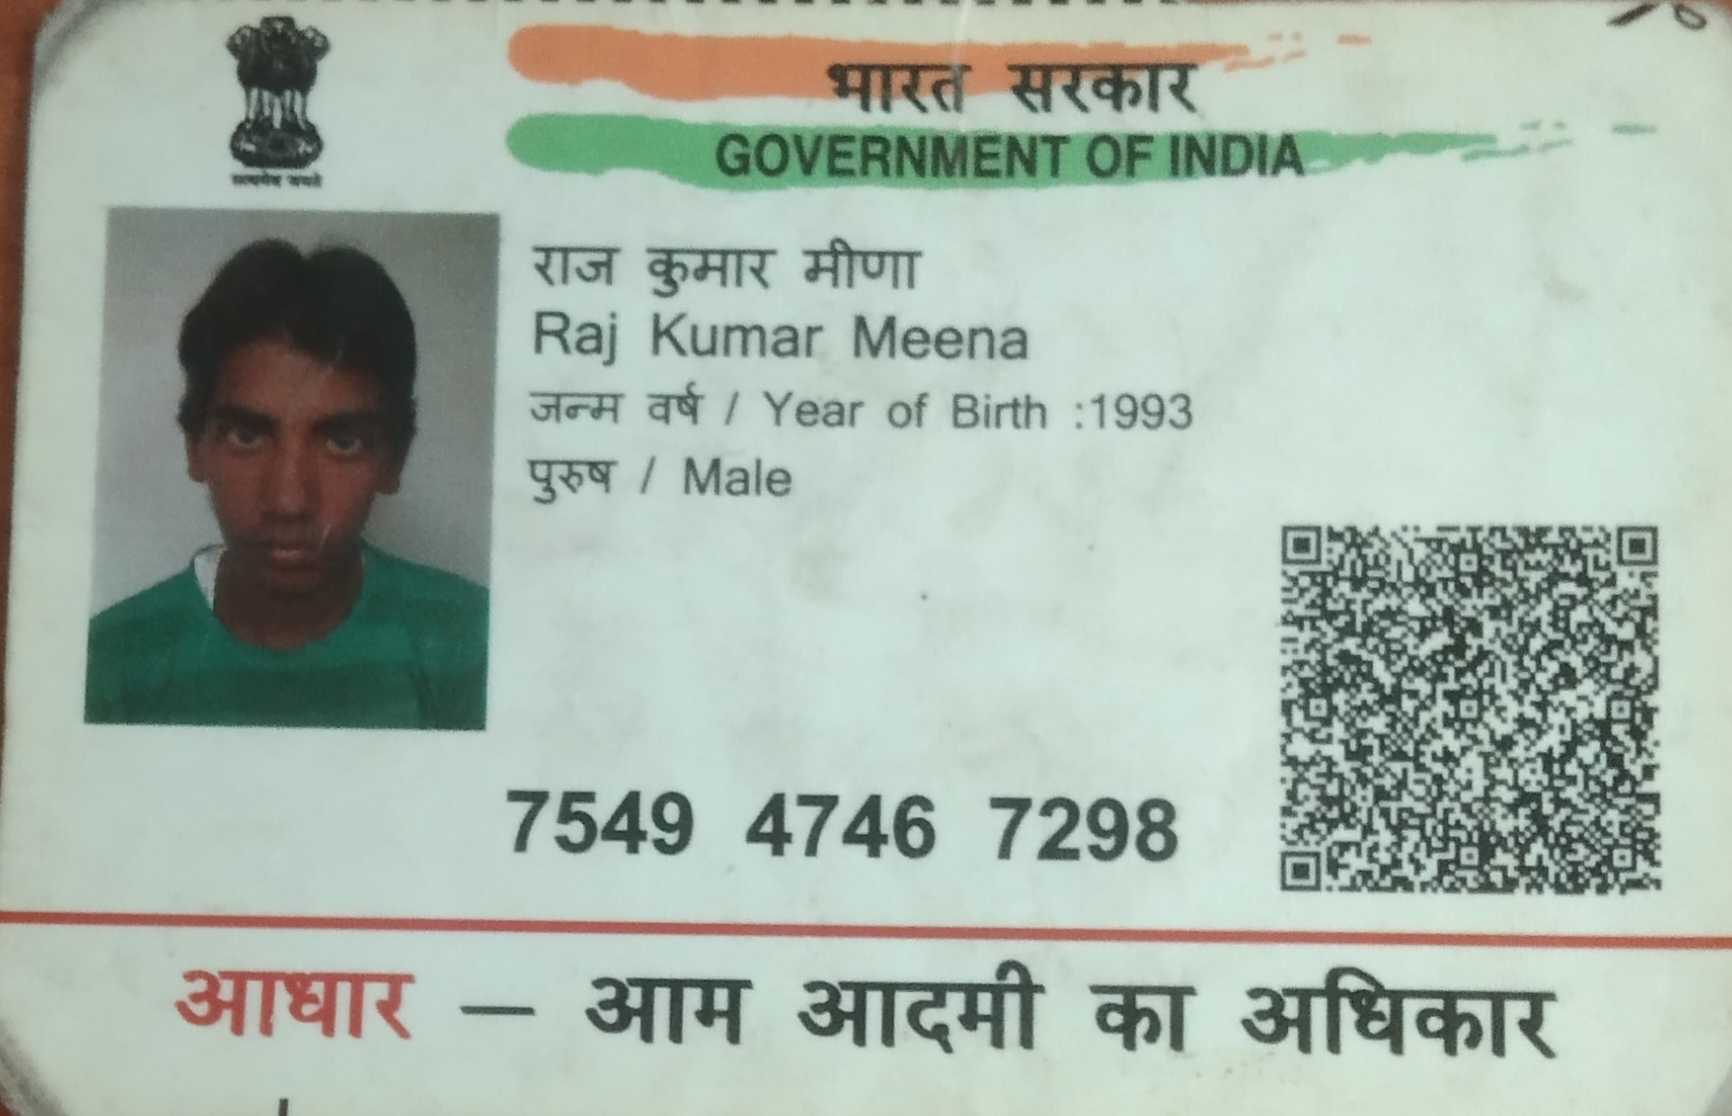 भारत सरकार
GOVERNMENT OF INDIA
सत्यमेव जयते
राज कुमार मीणा
Raj Kumar Meena
जन्म वर्ष / Year of Birth :1993
पुरुष / Male
7549 4746 7298
आधार – आम आदमी का अधिकार